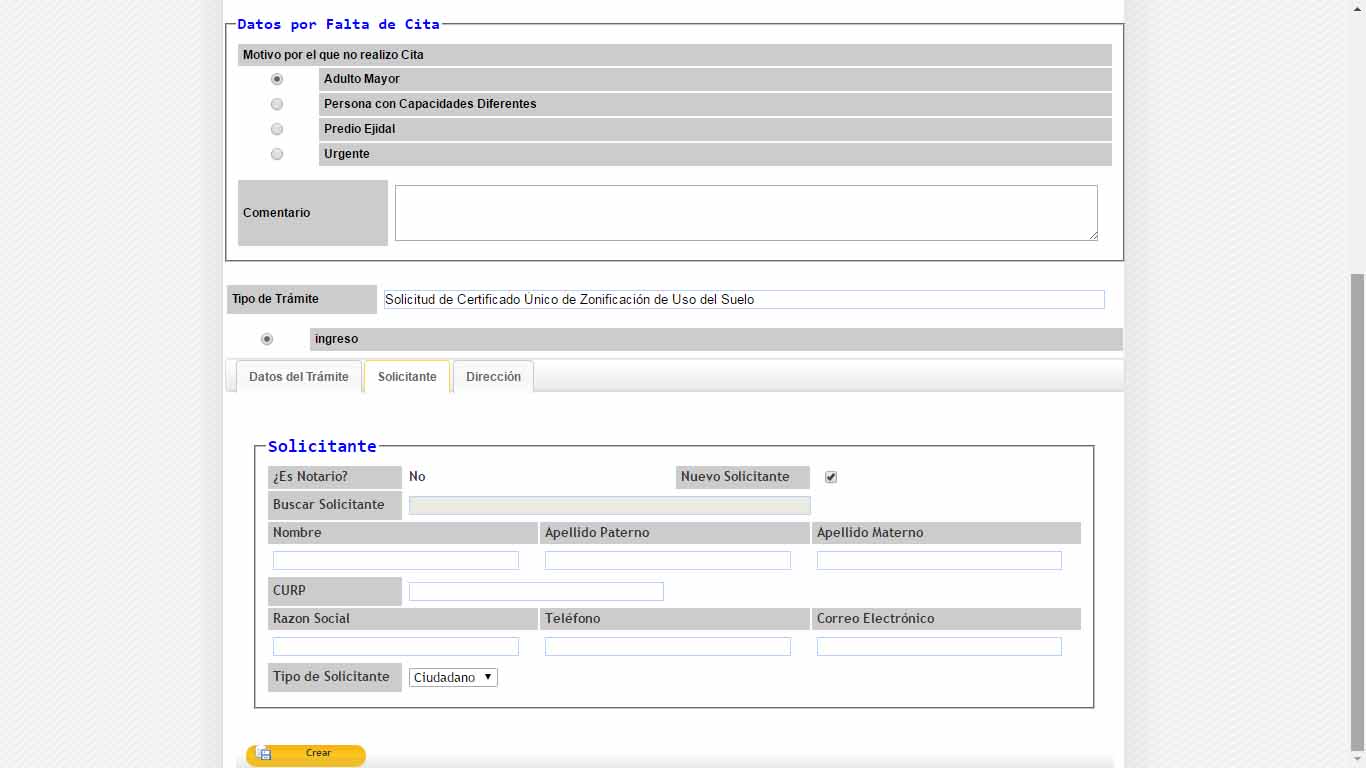 Datos por Falta de Cita
Motivo por el que no realizo Cita
Adulto Mayor
Persona con Capacidades Diferentes
Predio Ejidal
Urgente
Comentario
Tipo de Trámite Solicitud de Certificado Único de Zonificación de Uso del Suelo
ingreso
Datos del Trámite Solicitante Dirección
Solicitante
¿Es Notario? No Nuevo Solicitante
Buscar Solicitante
Nombre Apellido Paterno Apellido Materno
CURP
Razon Social Teléfono Correo Electrónico
Tipo de Solicitante Ciudadano
Crear